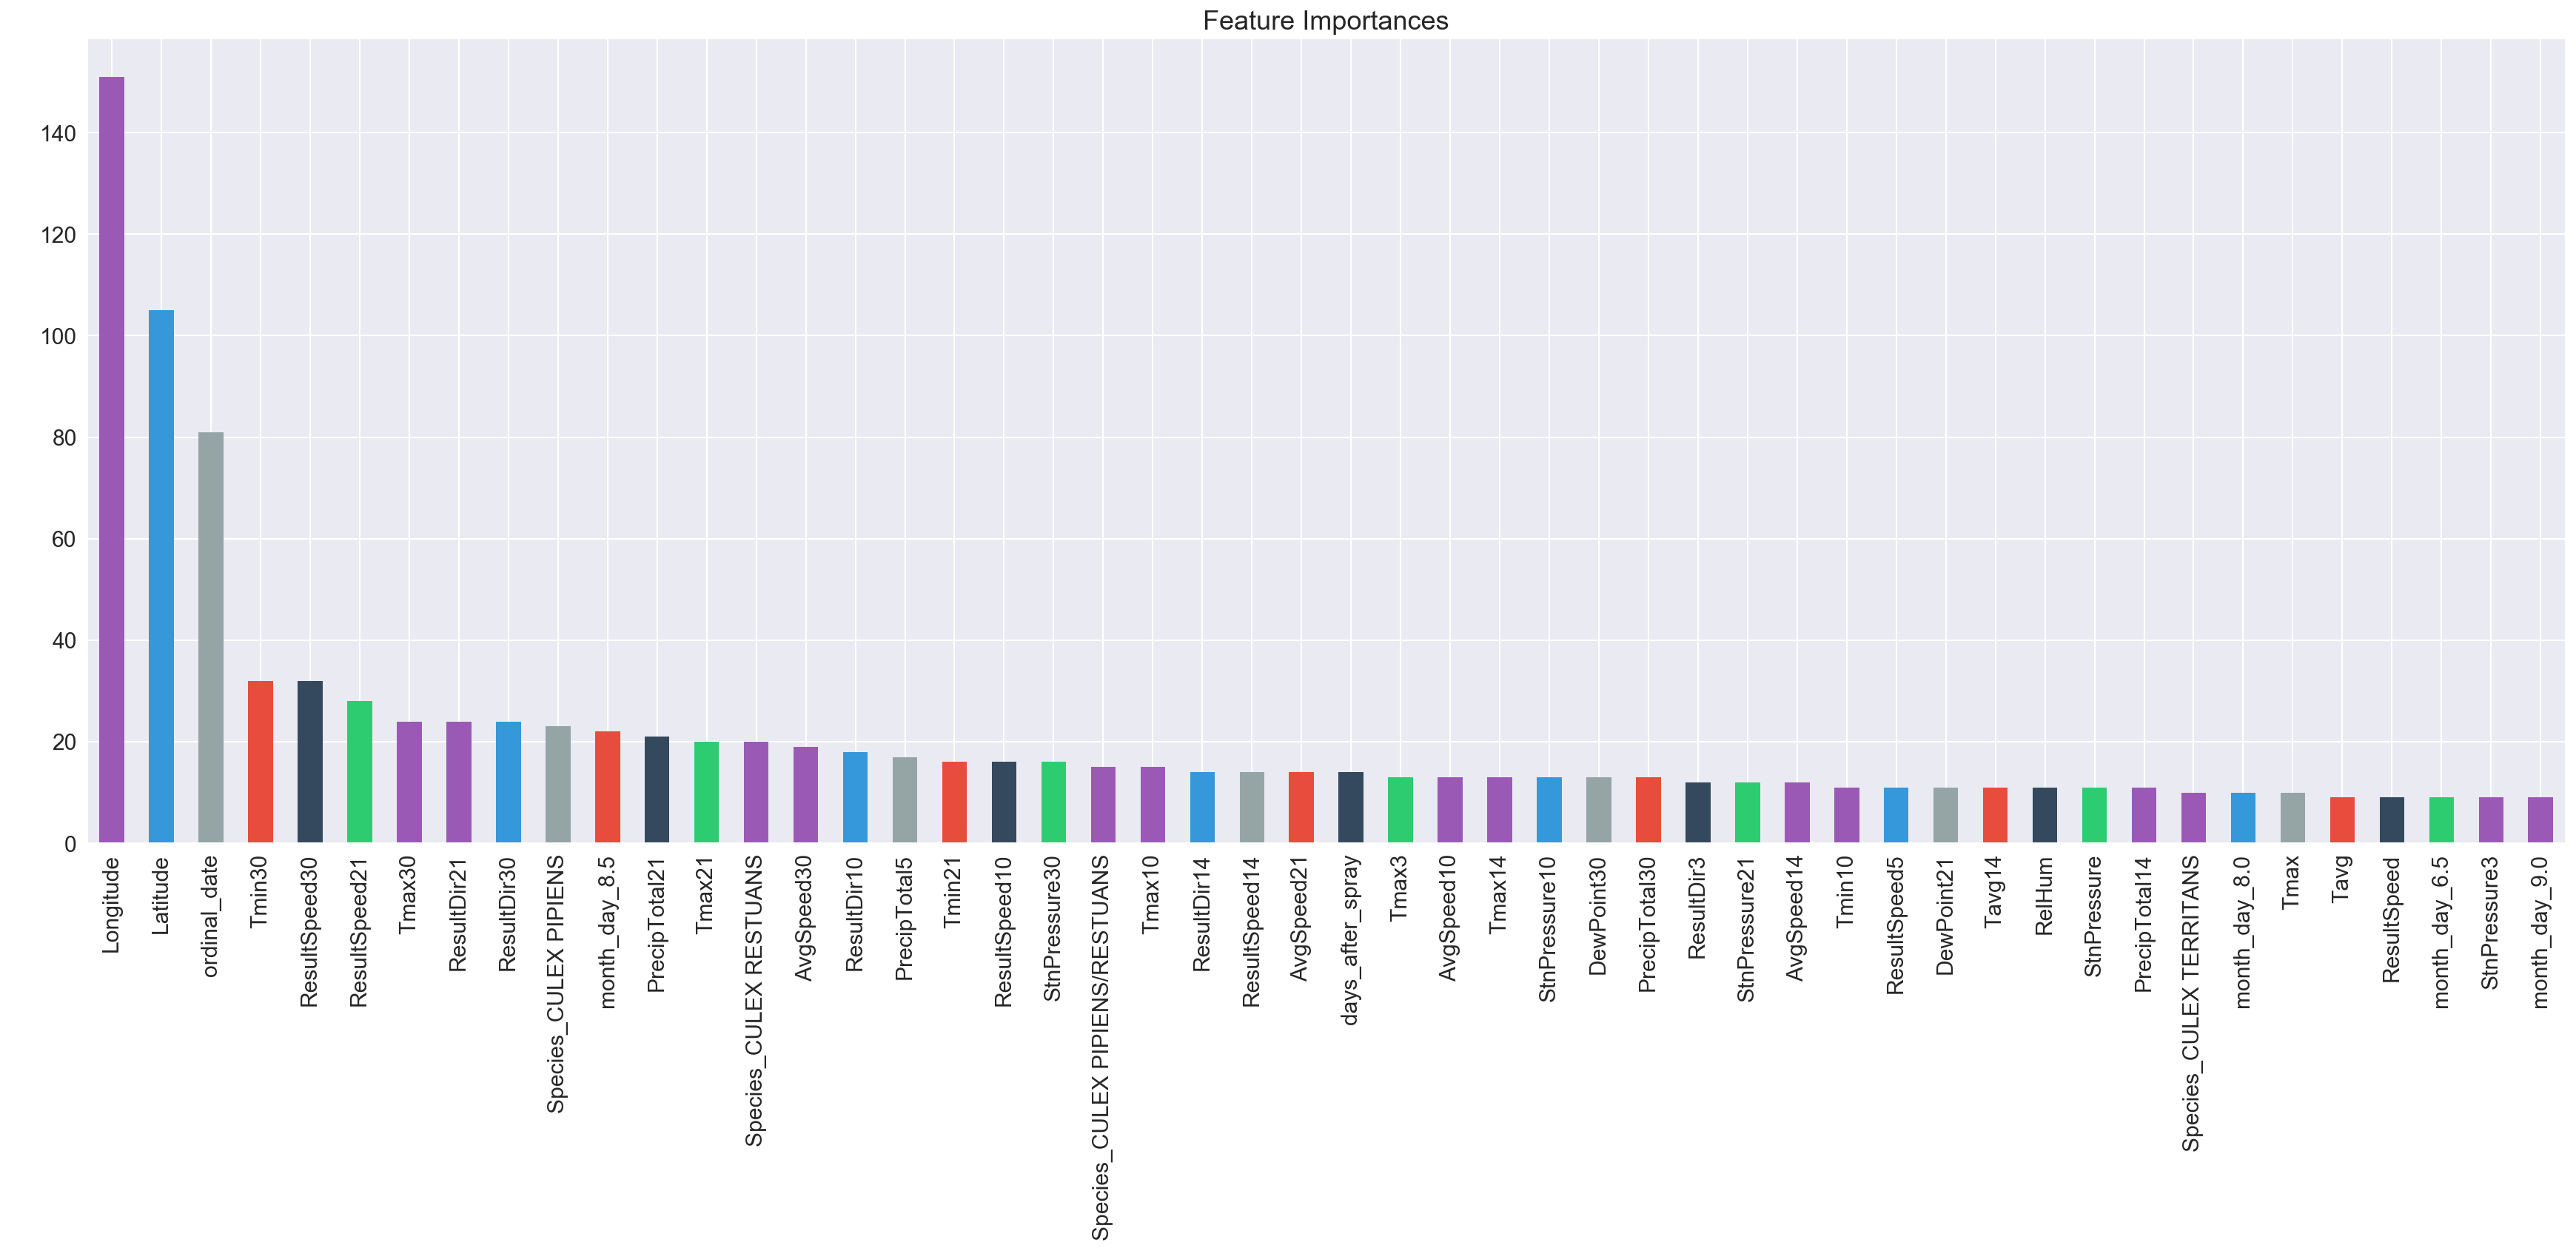 Feature Importances
140
120
100
80
60
40
20
0
Longitude
Latitude
ordinal_date
Tmin30
ResultSpeed30
ResultSpeed21
Tmax30
ResultDir21
ResultDir30
Species_CULEX PIPIENS
month_day_8.5
PrecipTotal21
Tmax21
Species_CULEX RESTUANS
AvgSpeed30
ResultDir10
PrecipTotal5
Tmin21
ResultSpeed10
StnPressure30
Species_CULEX PIPIENS/RESTUANS
Tmax10
ResultDir14
ResultSpeed14
AvgSpeed21
days_after_spray
Tmax3
AvgSpeed10
Tmax14
StnPressure10
DewPoint30
PrecipTotal30
ResultDir3
StnPressure21
AvgSpeed14
Tmin10
ResultSpeed5
DewPoint21
Tavg14
RelHum
StnPressure
PrecipTotal14
Species_CULEX TERRITANS
month_day_8.0
Tmax
Tavg
ResultSpeed
month_day_6.5
StnPressure3
month_day_9.0